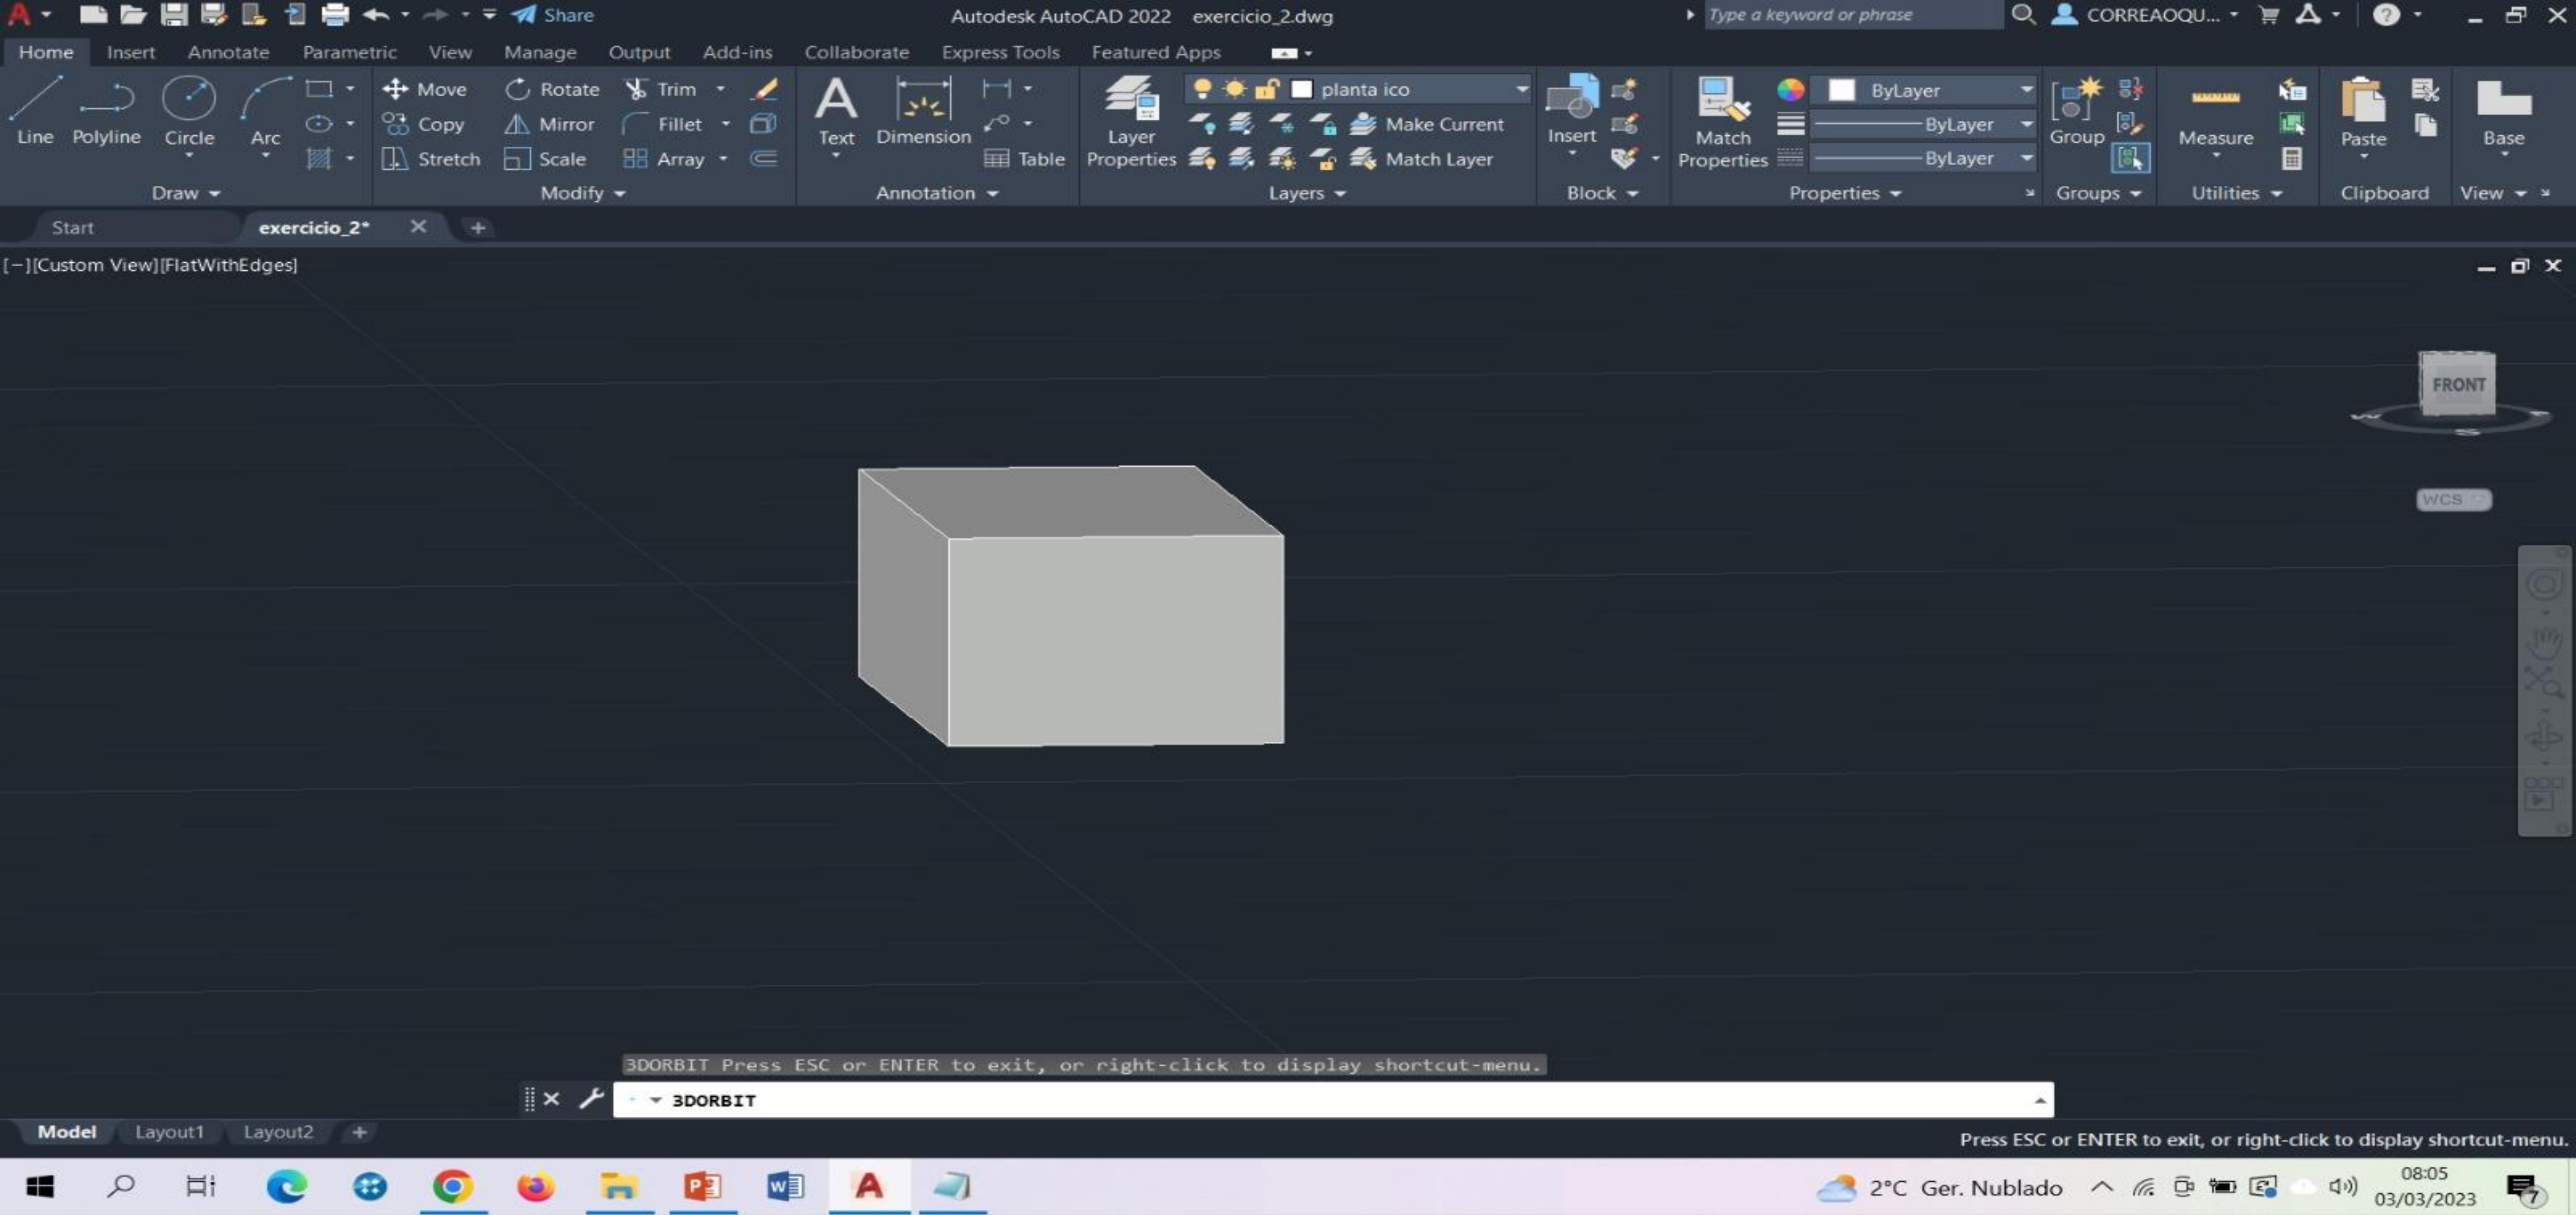 Share
Autodesk AutoCAD 2022 exercicio_2.dwg
Type a keyword or phrase
CORREAOQU...
Home Insert Annotate Parametric View Manage Output Add-ins Collaborate Express Tools Featured Apps
Line Polyline Circle Arc
Move Rotate Trim
Copy Mirror Fillet
Stretch Scale Array
Text Dimension
Table
Layer Properties
planta ico
Make Current
Match Layer
Insert
Match Properties
ByLayer
ByLayer
ByLayer
Group
Measure
Paste
Base
Draw Modify Annotation Layers Block Properties Groups Utilities Clipboard View
Start exercicio_2* +
[−][Custom View][FlatWithEdges]
FRONT
W S
WCS
3DORBIT Press ESC or ENTER to exit, or right-click to display shortcut-menu.
3DORBIT
Model Layout1 Layout2 +
Press ESC or ENTER to exit, or right-click to display shortcut-menu.
2°C Ger. Nublado
08:05
03/03/2023
7